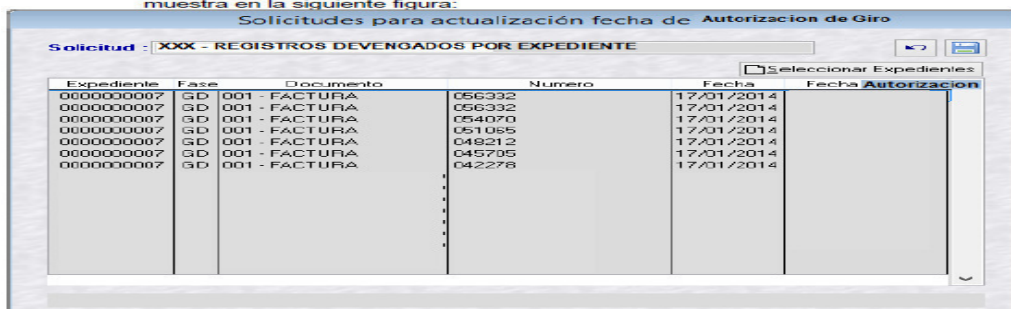 muestra en la siguiente figura:
Solicitudes para actualización fecha de Autorizacion de Giro
Solicitud : XXX - REGISTROS DEVENGADOS POR EXPEDIENTE
Seleccionar Expedientes
Expediente Fase Documento Numero Fecha Fecha Autorizacion
0000000007 GD 001 - FACTURA 056332 17/01/2014
0000000007 GD 001 - FACTURA 056332 17/01/2014
0000000007 GD 001 - FACTURA 054070 17/01/2014
0000000007 GD 001 - FACTURA 051065 17/01/2014
0000000007 GD 001 - FACTURA 048212 17/01/2014
0000000007 GD 001 - FACTURA 045705 17/01/2014
0000000007 GD 001 - FACTURA 042278 17/01/2014